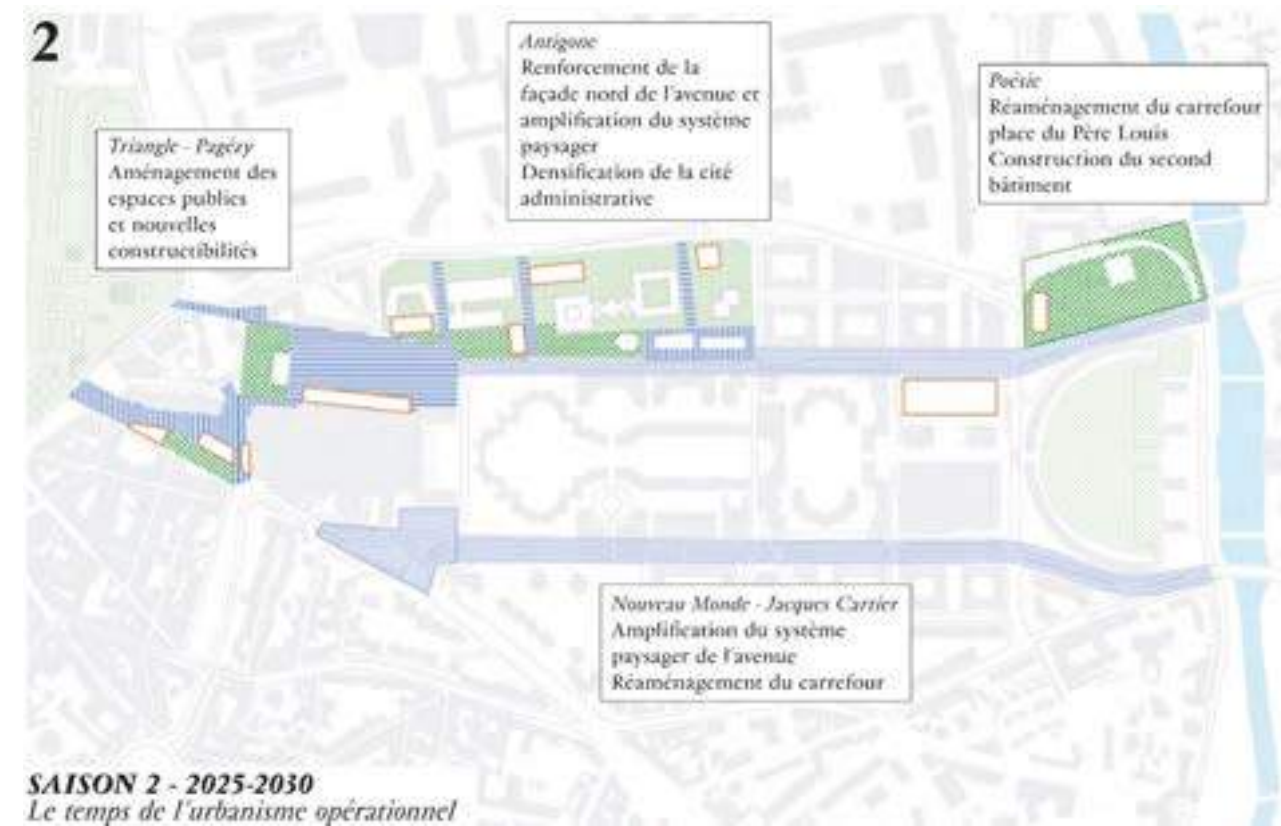 2
Triangle - Pagézy
Aménagement des
espaces publics
et nouvelles
constructibilités
Antigone
Renforcement de la
façade nord de l'avenue et
amplification du système
paysager
Densification de la cité
administrative
Poésie
Réaménagement du carrefour
place du Père Louis
Construction du second
bâtiment
Nouveau Monde - Jacques Cartier
Amplification du système
paysager de l'avenue
Réaménagement du carrefour
SAISON 2 - 2025-2030
Le temps de l'urbanisme opérationnel